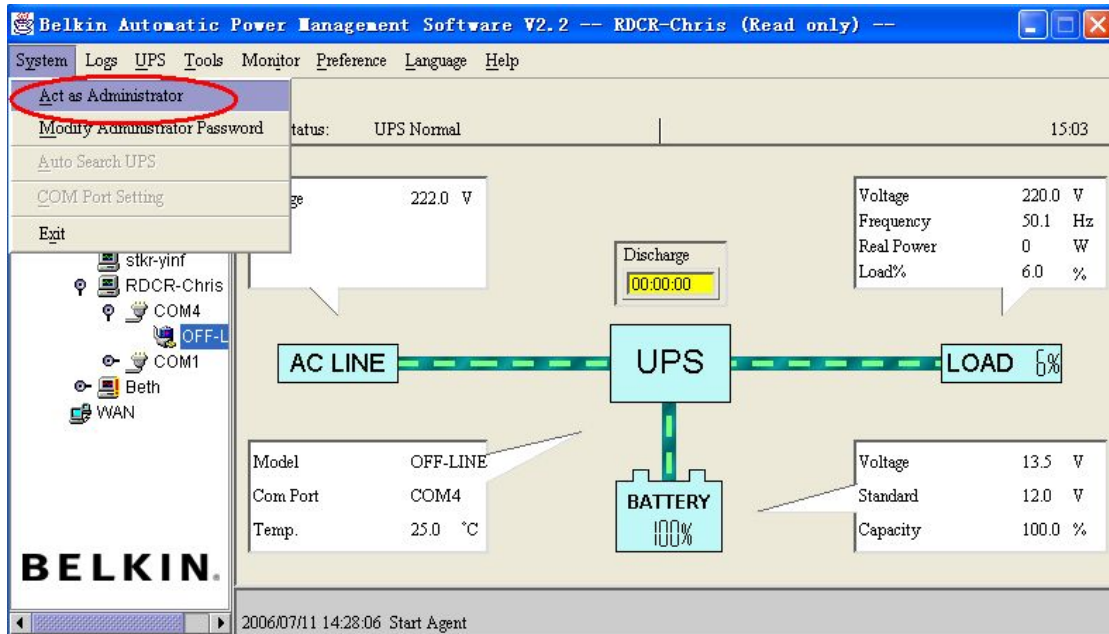 Belkin Automatic Power Management Software V2.2 -- RDCR-Chris (Read only) --
System Logs UPS Tools Monitor Preference Language Help
Act as Administrator
Modify Administrator Password
Auto Search UPS
COM Port Setting
Exit
tatus: UPS Normal
15:03
ge 222.0 V
Voltage 220.0 V
Frequency 50.1 Hz
Real Power 0 W
Load% 6.0 %
Discharge
00:00:00
stkr-yinf
RDCR-Chris
COM4
OFF-L
COM1
Beth
WAN
AC LINE
UPS
LOAD 6%
Model OFF-LINE
Com Port COM4
Temp. 25.0 °C
BATTERY
100%
Voltage 13.5 V
Standard 12.0 V
Capacity 100.0 %
BELKIN.
2006/07/11 14:28:06 Start Agent